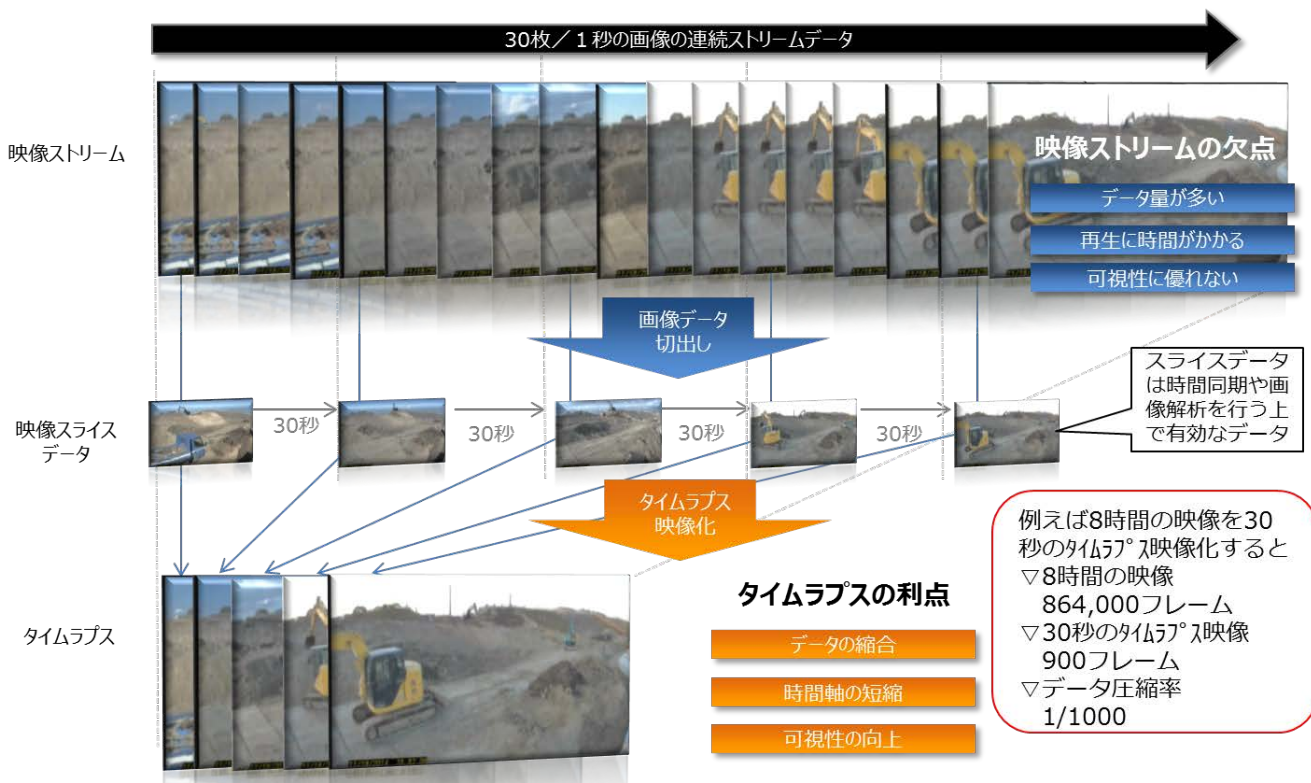 30枚／１秒の画像の連続ストリームデータ
映像ストリーム
映像ストリームの欠点
データ量が多い
再生に時間がかかる
可視性に優れない
画像データ
切出し
スライスデータ
は時間同期や画
像解析を行う上
で有効なデータ
映像スライス
データ
30秒
30秒
30秒
30秒
タイムラプス
映像化
例えば8時間の映像を30
秒のﾀｲﾑﾗﾌﾟｽ映像化すると
▽8時間の映像
864,000フレーム
▽30秒のﾀｲﾑﾗﾌﾟｽ映像
900フレーム
▽データ圧縮率
1/1000
タイムラプス
タイムラプスの利点
データの縮合
時間軸の短縮
可視性の向上